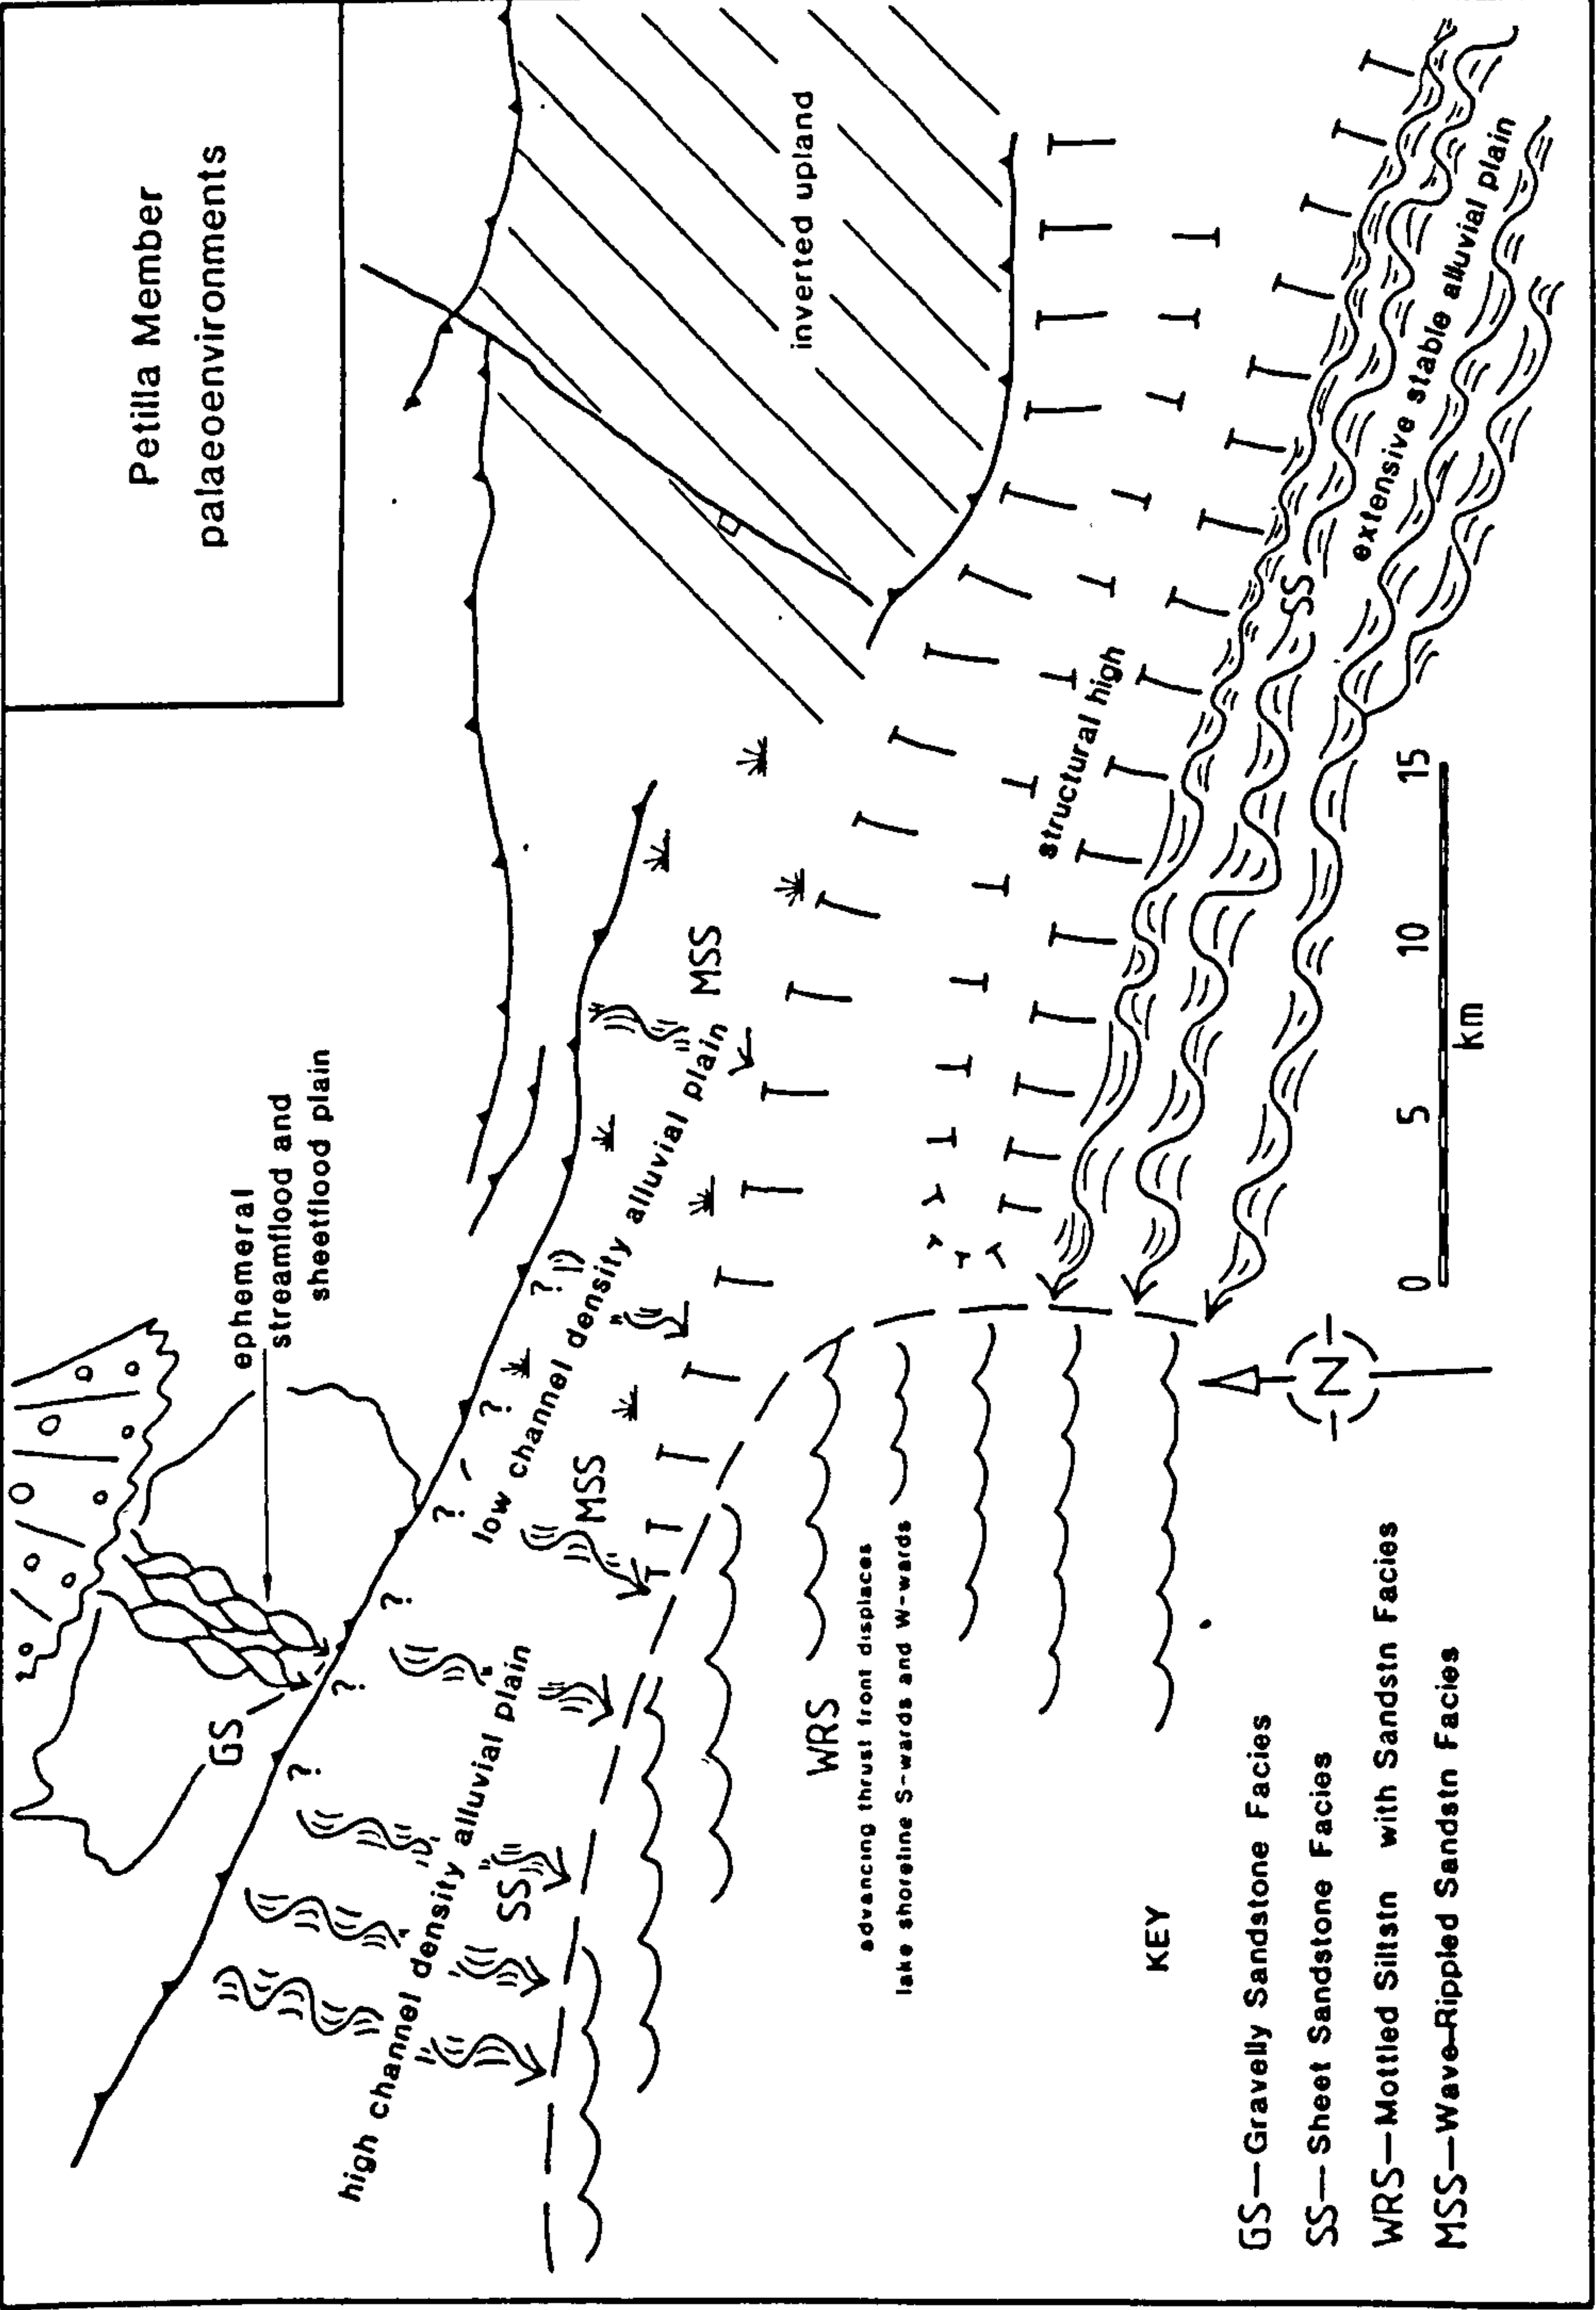 Petilla Member
palaeoenvironments
ephemeral
streamflood and
sheetflood plain
GS
?
?
?
?
?
?
inverted upland
high channel density alluvial plain
SS
low channel density alluvial plain
MSS
MSS
structural high
extensive stable alluvial plain
SS
WRS
advancing thrust front displaces
lake shoreline S-wards and W-wards
N
0 5 10 15
km
KEY
GS—Gravelly Sandstone Facies
SS—Sheet Sandstone Facies
WRS—Mottled Siltstn with Sandstn Facies
MSS—Wave-Rippled Sandstn Facies